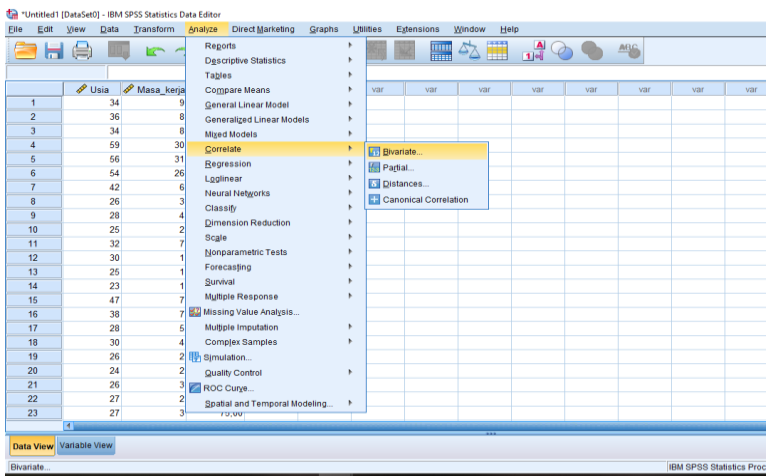 *Untitled1 [DataSet0] - IBM SPSS Statistics Data Editor
File Edit View Data Transform Analyze Direct Marketing Graphs Utilities Extensions Window Help
Reports
Descriptive Statistics
Tables
Compare Means
General Linear Model
Generalized Linear Models
Mixed Models
Correlate
Regression
Loglinear
Neural Networks
Classify
Dimension Reduction
Scale
Nonparametric Tests
Forecasting
Survival
Multiple Response
Missing Value Analysis...
Multiple Imputation
Complex Samples
Simulation...
Quality Control
ROC Curve...
Spatial and Temporal Modeling...
Bivariate...
Partial...
Distances...
Canonical Correlation
Usia Masa_kerja var var var var var var var var
1 34 9
2 36 8
3 34 8
4 59 30
5 56 31
6 54 26
7 42 6
8 26 3
9 28 4
10 25 2
11 32 7
12 30 1
13 25 1
14 23 1
15 47 7
16 38 7
17 28 5
18 30 4
19 26 2
20 24 2
21 26 3
22 27 2
23 27 3 75,00
Data View Variable View
Bivariate... IBM SPSS Statistics Proc